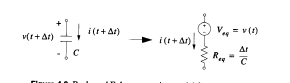 +
v(t+Δt) i(t+Δt) C
−
i(t+Δt)
V_eq = v(t)
R_eq = Δt/C